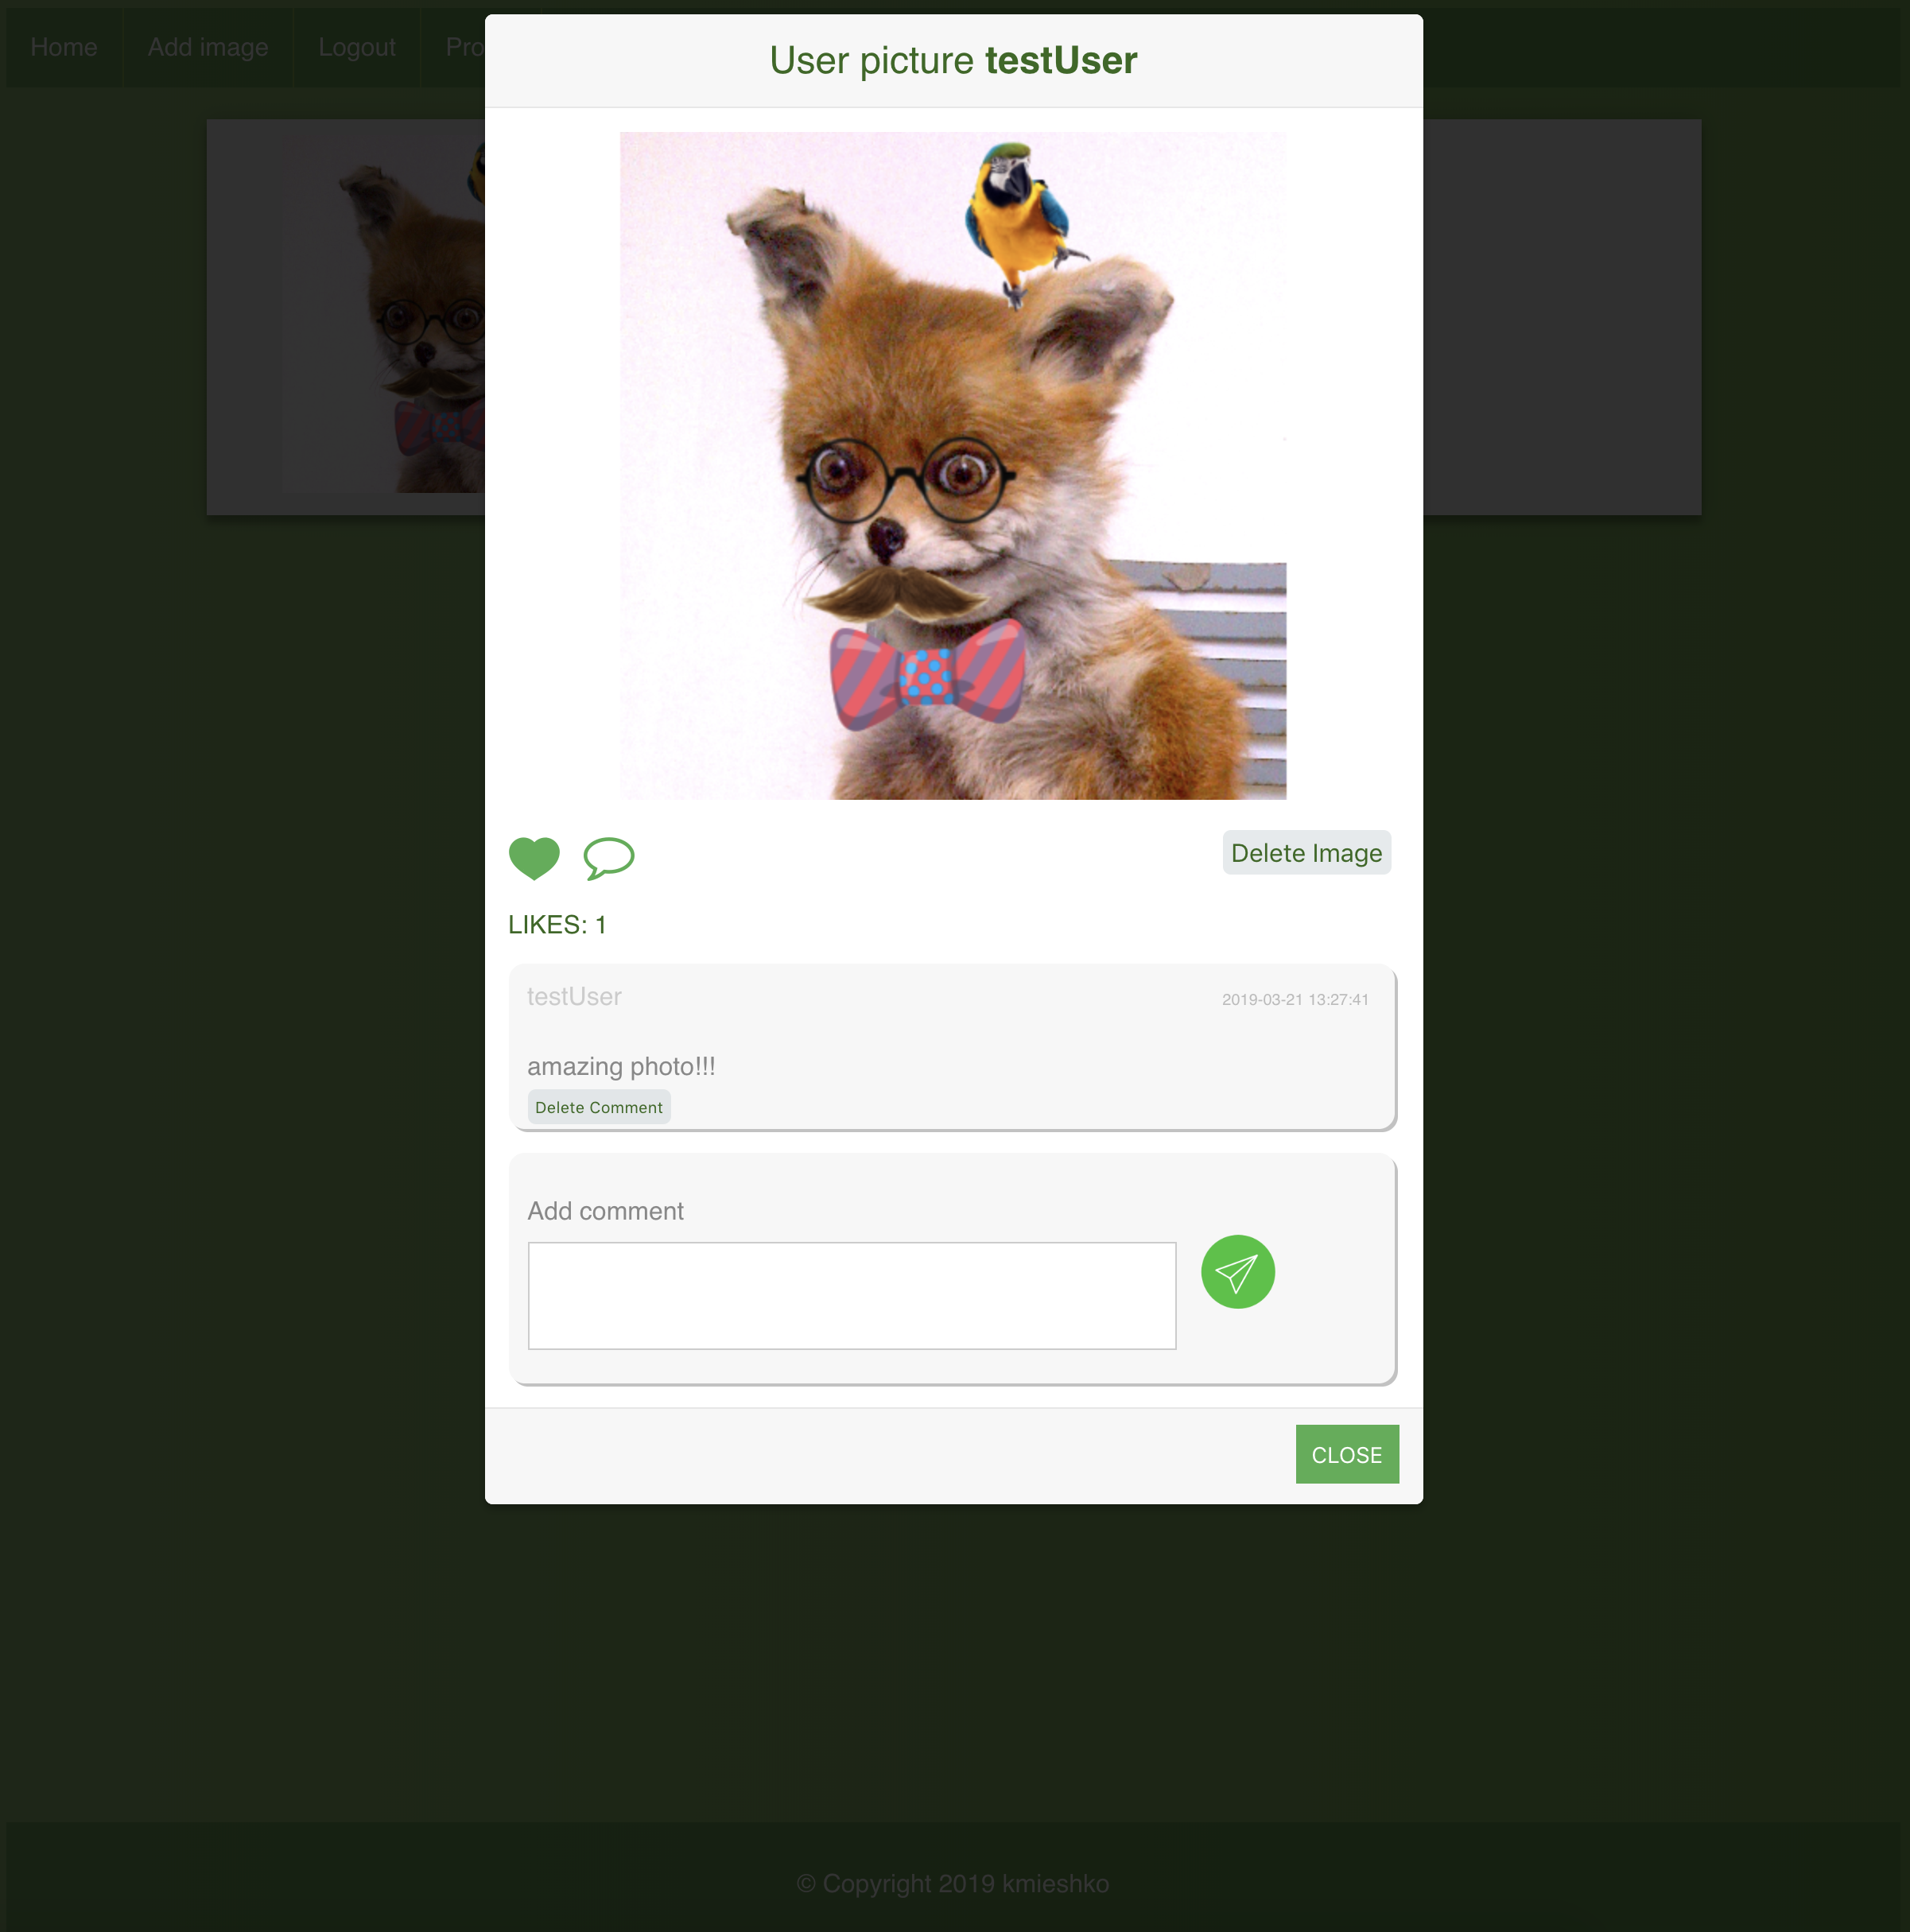 Home
Add image
Logout
Pro
User picture testUser
Delete Image
LIKES: 1
testUser
2019-03-21 13:27:41
amazing photo!!!
Delete Comment
Add comment
CLOSE
© Copyright 2019 kmieshko